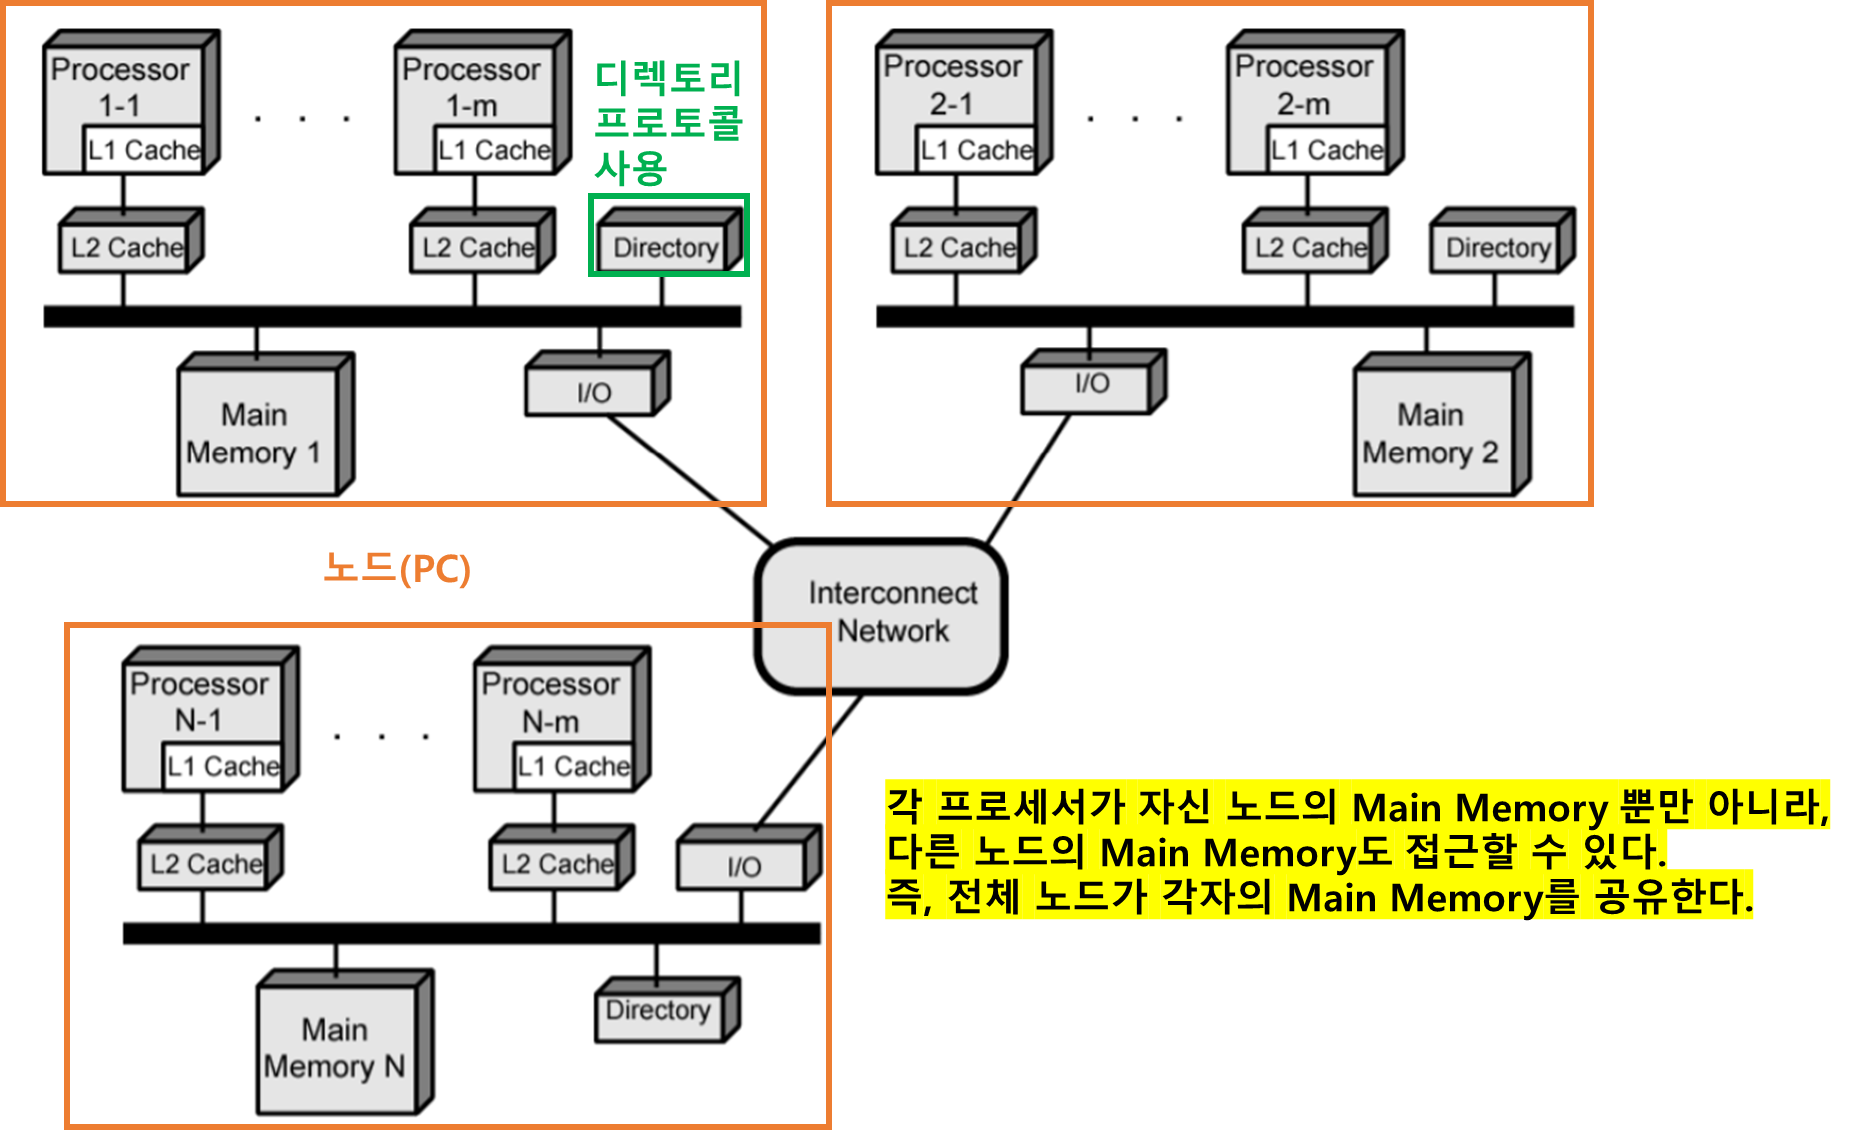 Processor
1-1
L1 Cache
L2 Cache
. . .
Processor
1-m
L1 Cache
L2 Cache
디렉토리
프로토콜
사용
Directory
Main
Memory 1
I/O
Processor
2-1
L1 Cache
L2 Cache
. . .
Processor
2-m
L1 Cache
L2 Cache
Directory
I/O
Main
Memory 2
노드(PC)
Interconnect
Network
Processor
N-1
L1 Cache
L2 Cache
. . .
Processor
N-m
L1 Cache
L2 Cache
I/O
Main
Memory N
Directory
각 프로세서가 자신 노드의 Main Memory 뿐만 아니라,
다른 노드의 Main Memory도 접근할 수 있다.
즉, 전체 노드가 각자의 Main Memory를 공유한다.